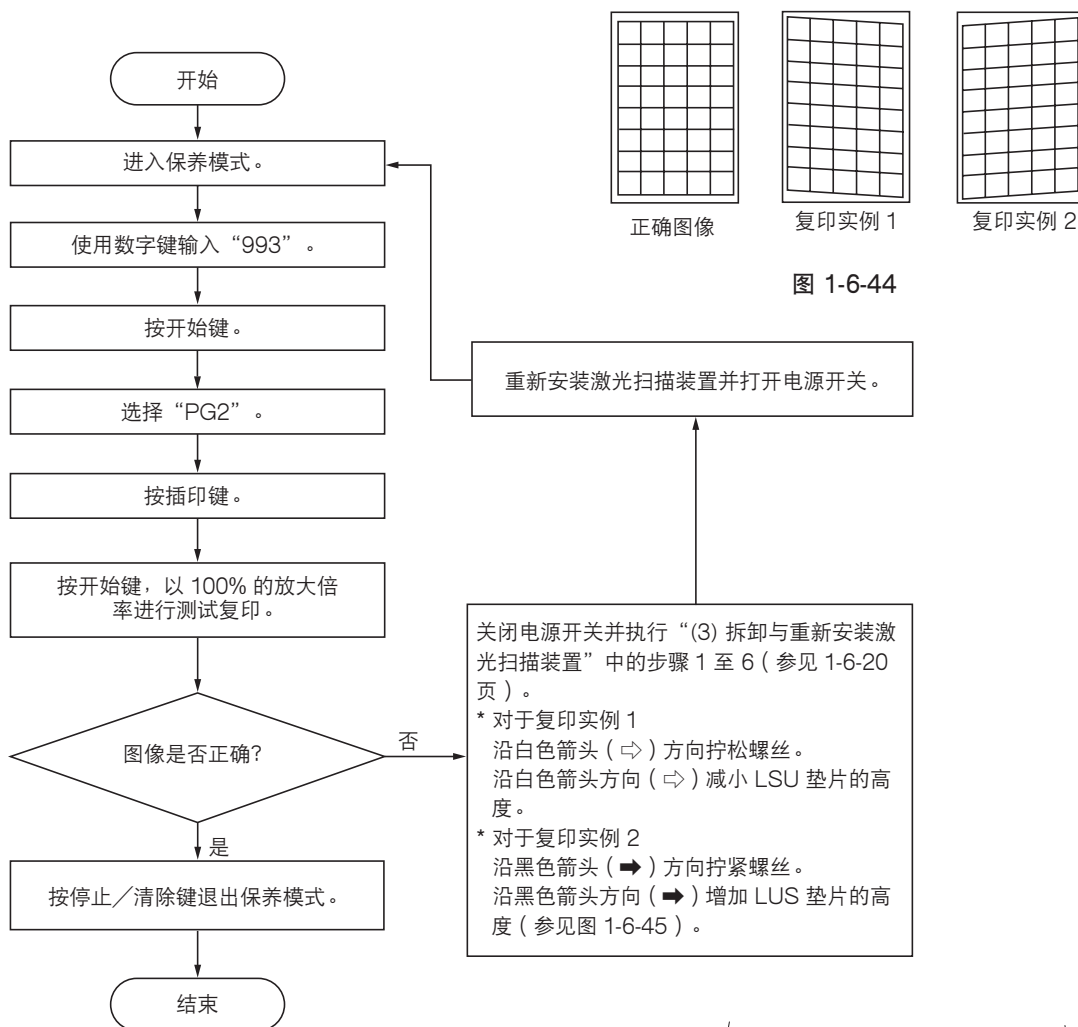 开始
进入保养模式。
使用数字键输入“993”。
按开始键。
选择“PG2”。
按插印键。
按开始键，以 100% 的放大倍
率进行测试复印。
图像是否正确？
否
是
按停止／清除键退出保养模式。
结束
正确图像
复印实例 1
复印实例 2
图 1-6-44
重新安装激光扫描装置并打开电源开关。
关闭电源开关并执行“(3) 拆卸与重新安装激
光扫描装置”中的步骤 1 至 6（参见 1-6-20
页）。
* 对于复印实例 1
沿白色箭头（⇨）方向拧松螺丝。
沿白色箭头方向（⇨）减小 LSU 垫片的高
度。
* 对于复印实例 2
沿黑色箭头（➡）方向拧紧螺丝。
沿黑色箭头方向（➡）增加 LUS 垫片的高
度（参见图 1-6-45）。